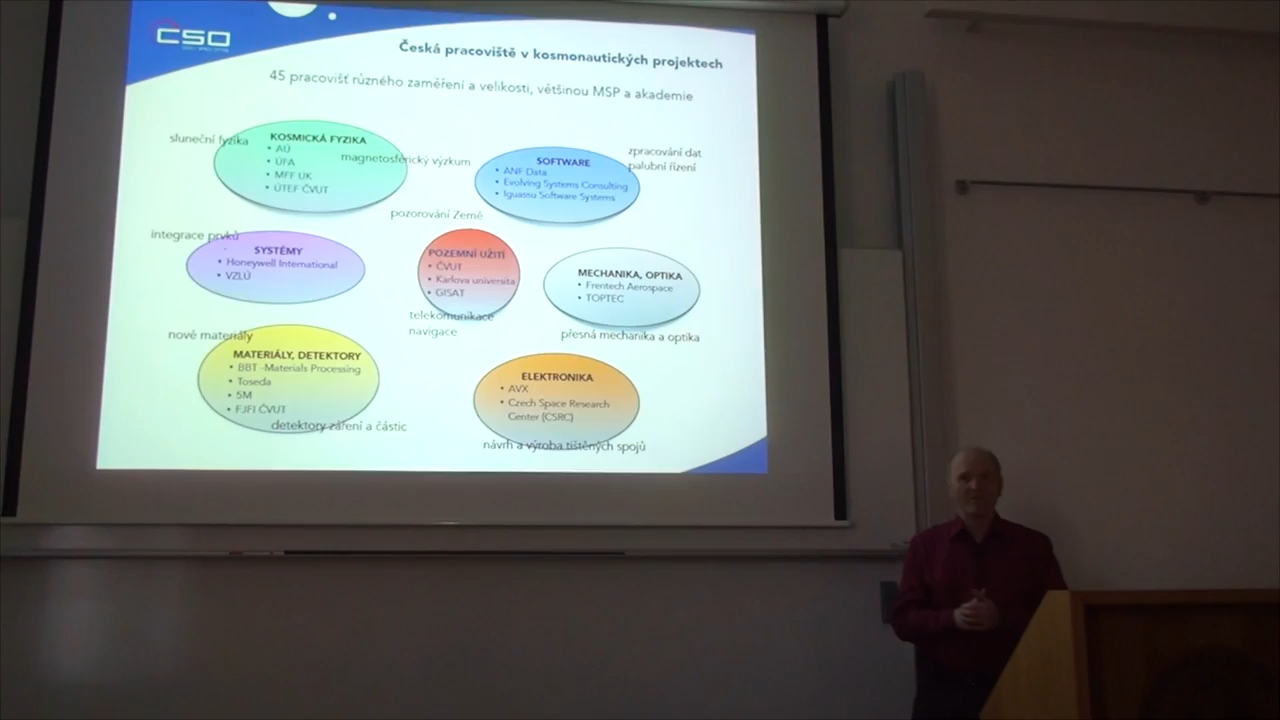 CSO
Česká pracoviště v kosmonautických projektech
45 pracovišť různého zaměření a velikosti, většinou MSP a akademie
sluneční fyzika
KOSMICKÁ FYZIKA
• AÚ
• ÚFA
• MFF UK
• ÚTEF ČVUT
magnetosférický výzkum
SOFTWARE
• ANF Data
• Evolving Systems Consulting
• Iguassu Software Systems
zpracování dat
palubní řízení
pozorování Země
integrace prvků
SYSTÉMY
• Honeywell International
• VZLÚ
POZEMNÍ UŽITÍ
• ČVUT
• Karlova universita
• GISAT
telekomunikace
navigace
MECHANIKA, OPTIKA
• Frentech Aerospace
• TOPTEC
přesná mechanika a optika
nové materiály
MATERIÁLY, DETEKTORY
• BBT -Materials Processing
• Toseda
• 5M
• FJFI ČVUT
detektory záření a částic
ELEKTRONIKA
• AVX
• Czech Space Research
Center (CSRC)
návrh a výroba tištěných spojů